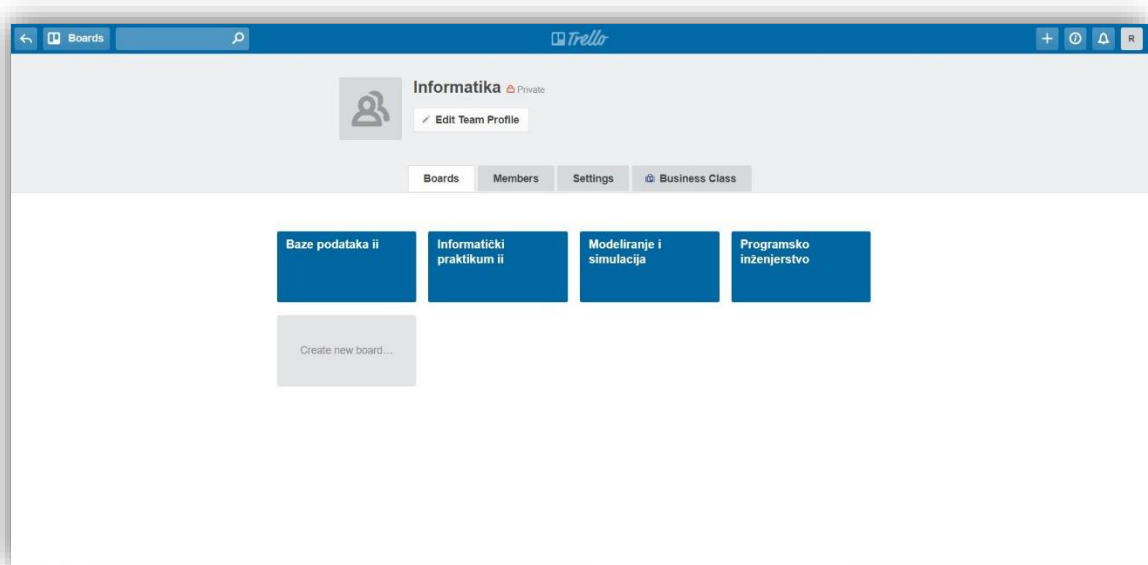 Boards
Trello
R
Informatika Private
Edit Team Profile
Boards Members Settings Business Class
Baze podataka ii
Informatički
praktikum ii
Modeliranje i
simulacija
Programsko
inženjerstvo
Create new board...